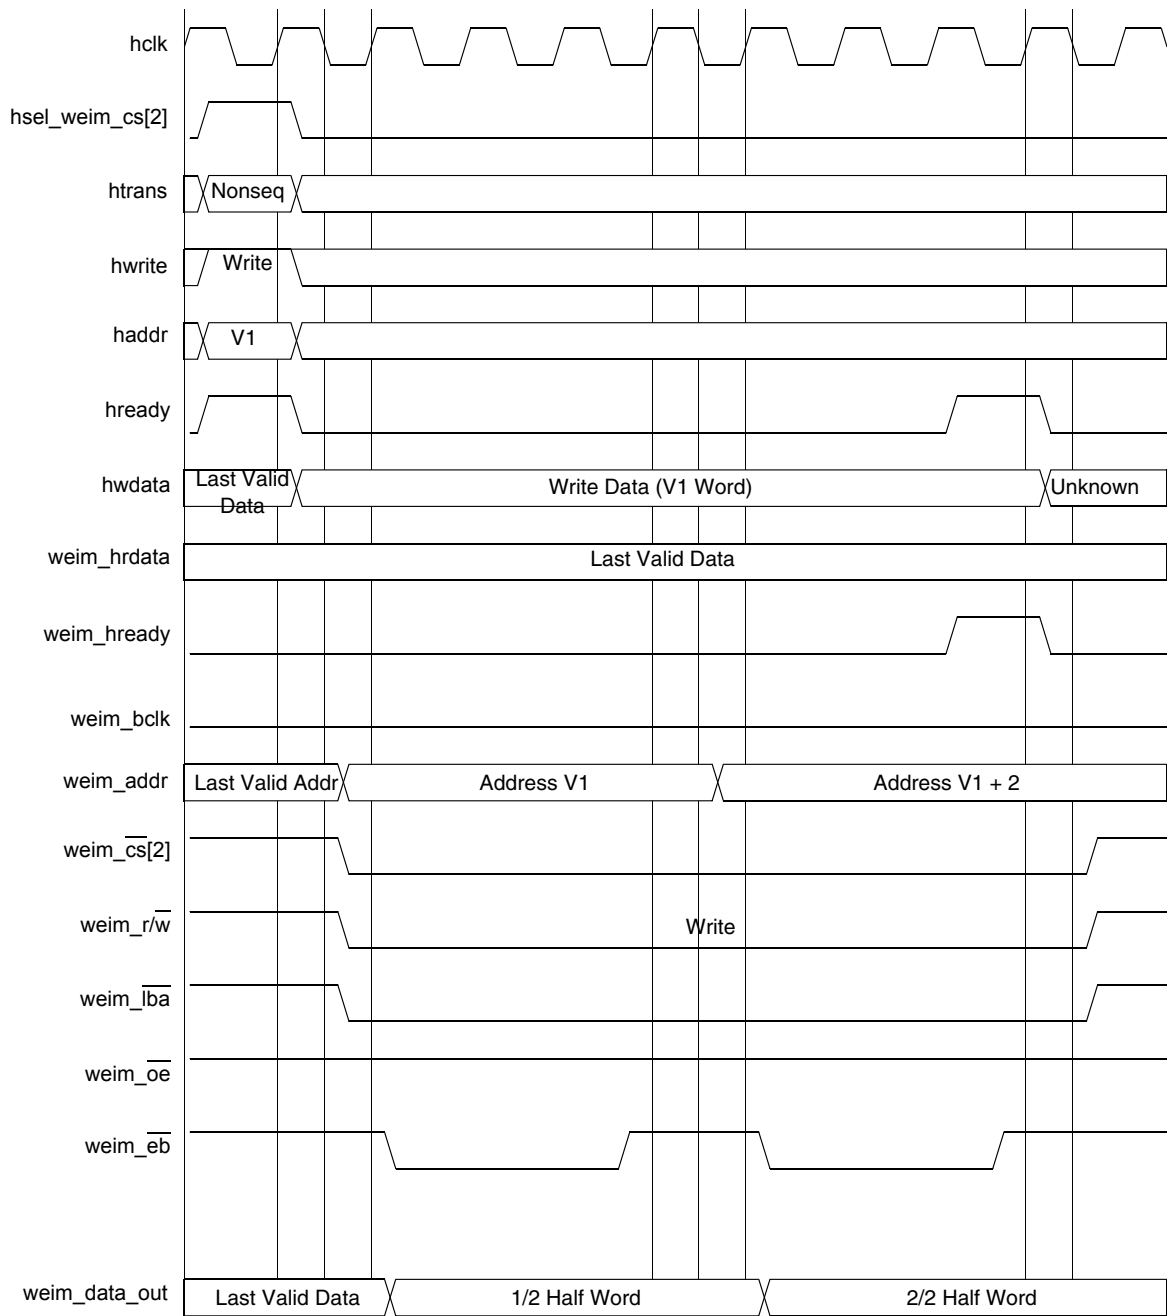 hclk
hsel_weim_cs[2]
htrans Nonseq
hwrite Write
haddr V1
hready
hwdata Last Valid Data Write Data (V1 Word) Unknown
weim_hrdata Last Valid Data
weim_hready
weim_bclk
weim_addr Last Valid Addr Address V1 Address V1 + 2
weim_cs[2]
weim_r/w Write
weim_lba
weim_oe
weim_eb
weim_data_out Last Valid Data 1/2 Half Word 2/2 Half Word